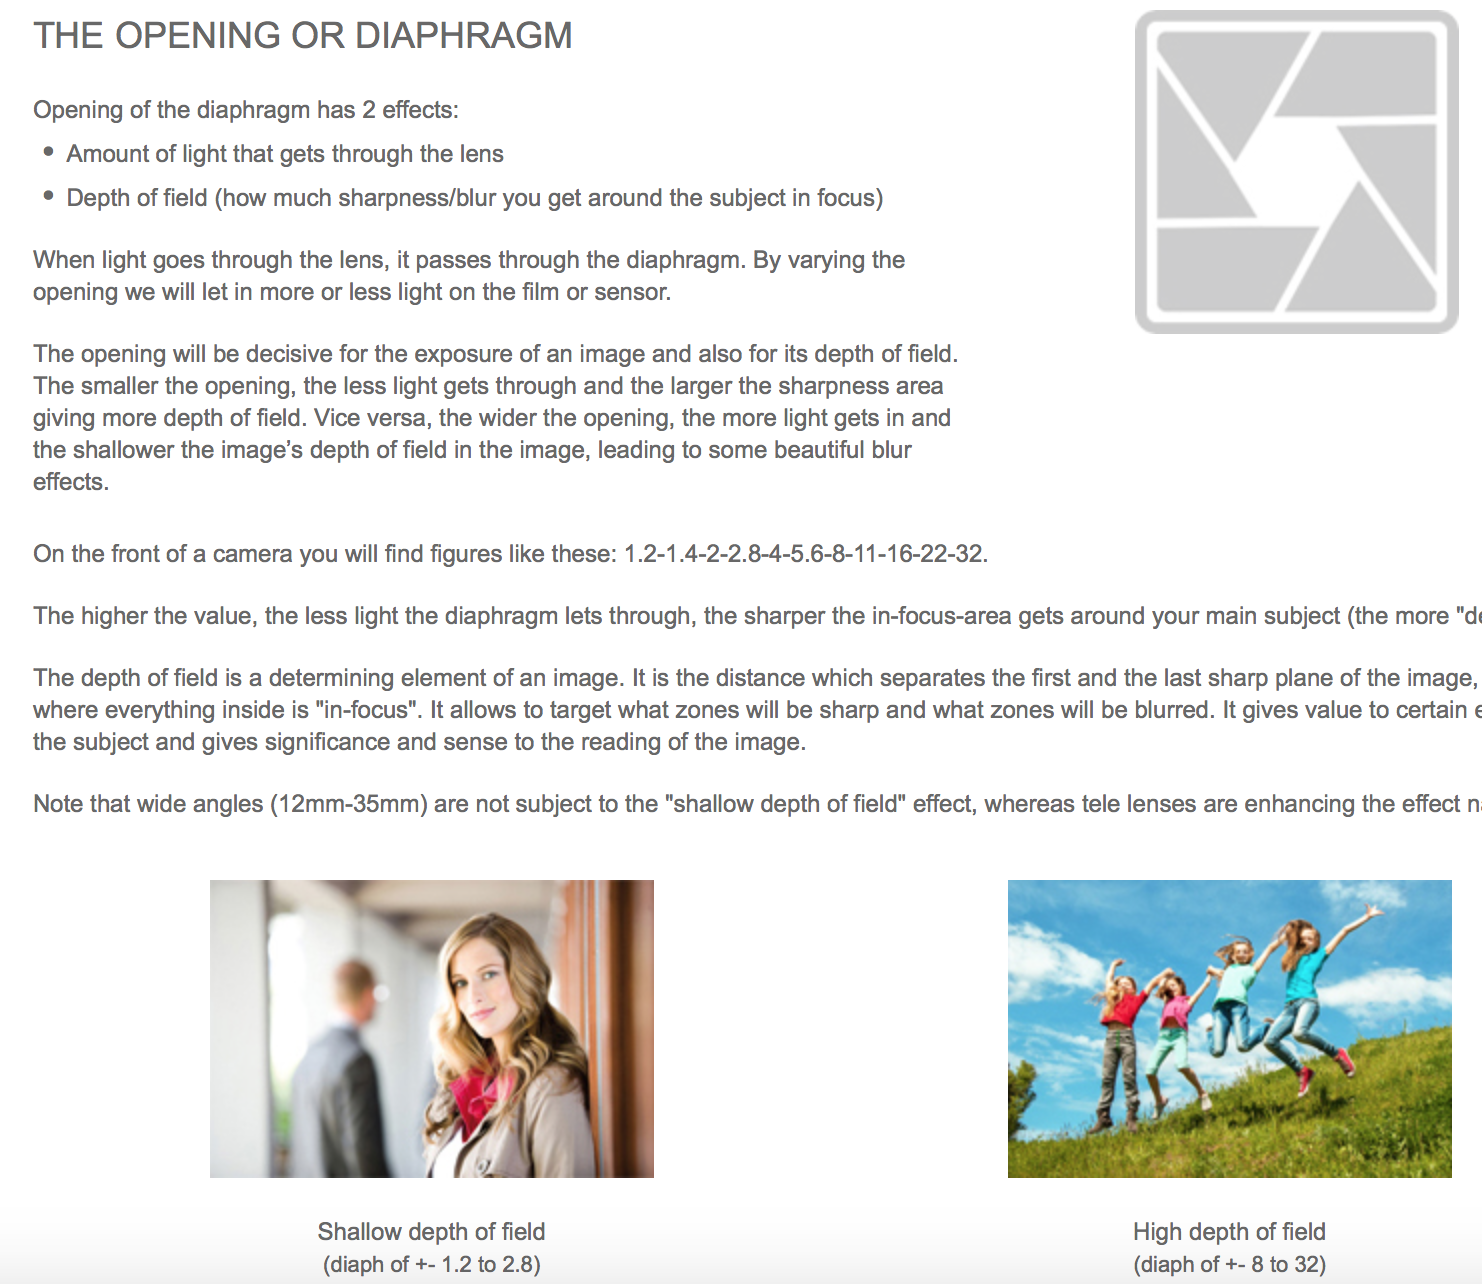 THE OPENING OR DIAPHRAGM
Opening of the diaphragm has 2 effects:
• Amount of light that gets through the lens
• Depth of field (how much sharpness/blur you get around the subject in focus)
When light goes through the lens, it passes through the diaphragm. By varying the
opening we will let in more or less light on the film or sensor.
The opening will be decisive for the exposure of an image and also for its depth of field.
The smaller the opening, the less light gets through and the larger the sharpness area
giving more depth of field. Vice versa, the wider the opening, the more light gets in and
the shallower the image’s depth of field in the image, leading to some beautiful blur
effects.
On the front of a camera you will find figures like these: 1.2-1.4-2-2.8-4-5.6-8-11-16-22-32.
The higher the value, the less light the diaphragm lets through, the sharper the in-focus-area gets around your main subject (the more
The depth of field is a determining element of an image. It is the distance which separates the first and the last sharp plane of the image,
where everything inside is "in-focus". It allows to target what zones will be sharp and what zones will be blurred. It gives value to certain
the subject and gives significance and sense to the reading of the image.
Note that wide angles (12mm-35mm) are not subject to the "shallow depth of field" effect, whereas tele lenses are enhancing the effect
Shallow depth of field
(diaph of +- 1.2 to 2.8)
High depth of field
(diaph of +- 8 to 32)